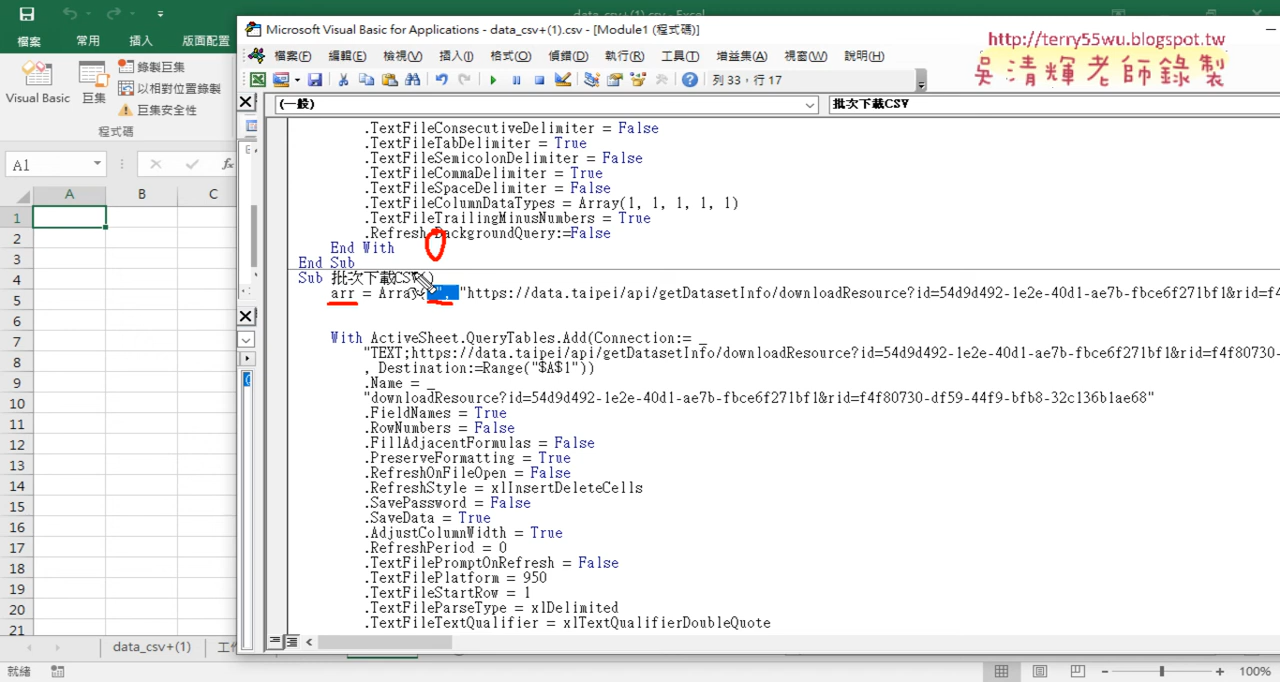 data_csv+(1).csv - Excel
Microsoft Visual Basic for Applications - data_csv+(1).csv - [Module1 (程式碼)]
http://terry55wu.blogspot.tw
吳清輝老師錄製
檔案 常用 插入 版面配置
檔案(F) 編輯(E) 檢視(V) 插入(I) 格式(O) 偵錯(D) 執行(R) 工具(T) 增益集(A) 視窗(W) 說明(H)
列 33，行 17
Visual Basic 巨集 錄製巨集
以相對位置錄製
巨集安全性
程式碼
(一般) 批次下載CSV
A1
A B C
1
2
3
4
5
6
7
8
9
10
11
12
13
14
15
16
17
18
19
20
21
.TextFileConsecutiveDelimiter = False
.TextFileTabDelimiter = True
.TextFileSemicolonDelimiter = False
.TextFileCommaDelimiter = True
.TextFileSpaceDelimiter = False
.TextFileColumnDataTypes = Array(1, 1, 1, 1, 1)
.TextFileTrailingMinusNumbers = True
.Refresh BackgroundQuery:=False
End With
End Sub
Sub 批次下載CSV()
arr = Array("", "https://data.taipei/api/getDatasetInfo/downloadResource?id=54d9d492-1e2e-40d1-ae7b-fbce6f271bf1&rid=f4
With ActiveSheet.QueryTables.Add(Connection:= _
"TEXT;https://data.taipei/api/getDatasetInfo/downloadResource?id=54d9d492-1e2e-40d1-ae7b-fbce6f271bf1&rid=f4f80730-
, Destination:=Range("$A$1"))
.Name = _
"downloadResource?id=54d9d492-1e2e-40d1-ae7b-fbce6f271bf1&rid=f4f80730-df59-44f9-bfb8-32c136b1ae68"
.FieldNames = True
.RowNumbers = False
.FillAdjacentFormulas = False
.PreserveFormatting = True
.RefreshOnFileOpen = False
.RefreshStyle = xlInsertDeleteCells
.SavePassword = False
.SaveData = True
.AdjustColumnWidth = True
.RefreshPeriod = 0
.TextFilePromptOnRefresh = False
.TextFilePlatform = 950
.TextFileStartRow = 1
.TextFileParseType = xlDelimited
.TextFileTextQualifier = xlTextQualifierDoubleQuote
data_csv+(1)
就緒
100%